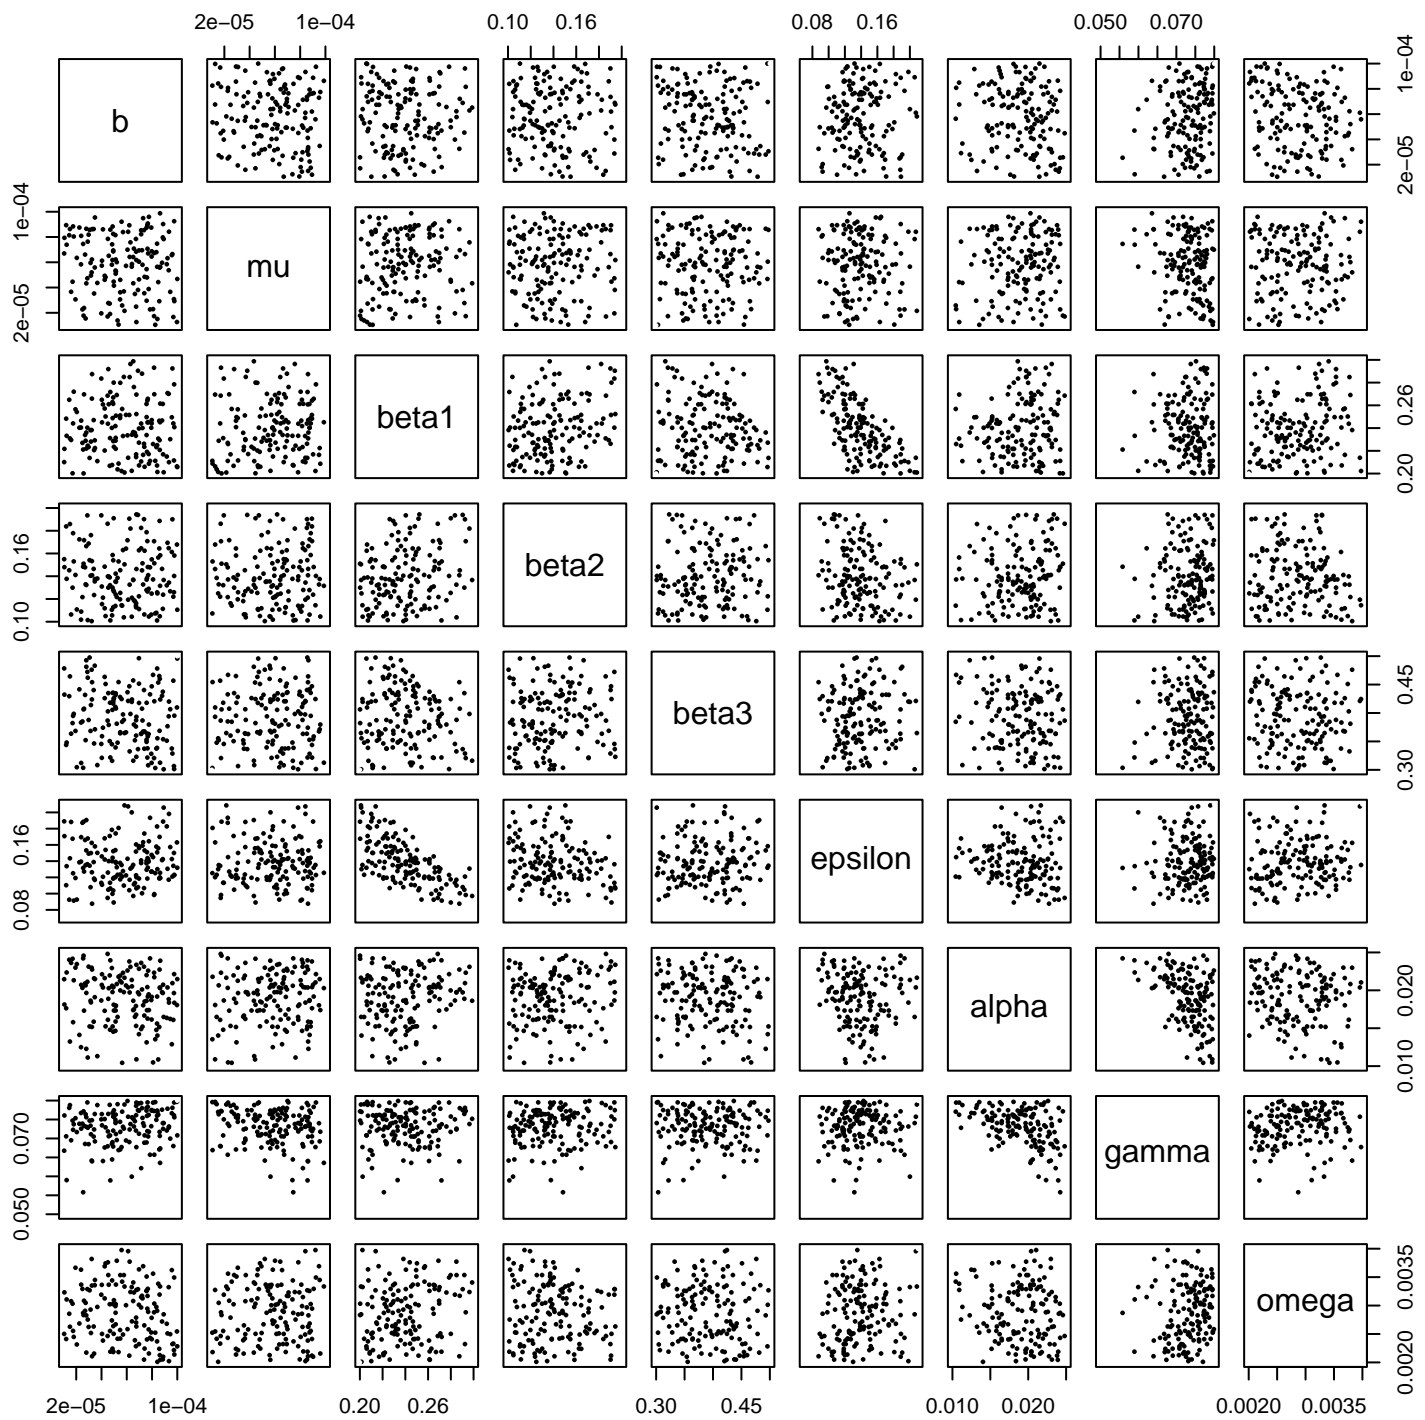 2e−05 1e−04 0.10 0.16 0.08 0.16 0.050 0.070
b 2e−05 1e−04
2e−05 1e−04 mu
beta1 0.20 0.26
0.10 0.16 beta2
beta3 0.30 0.45
0.08 0.16 epsilon
alpha 0.010 0.020
0.050 0.070 gamma
omega 0.0020 0.0035
2e−05 1e−04 0.20 0.26 0.30 0.45 0.010 0.020 0.0020 0.0035